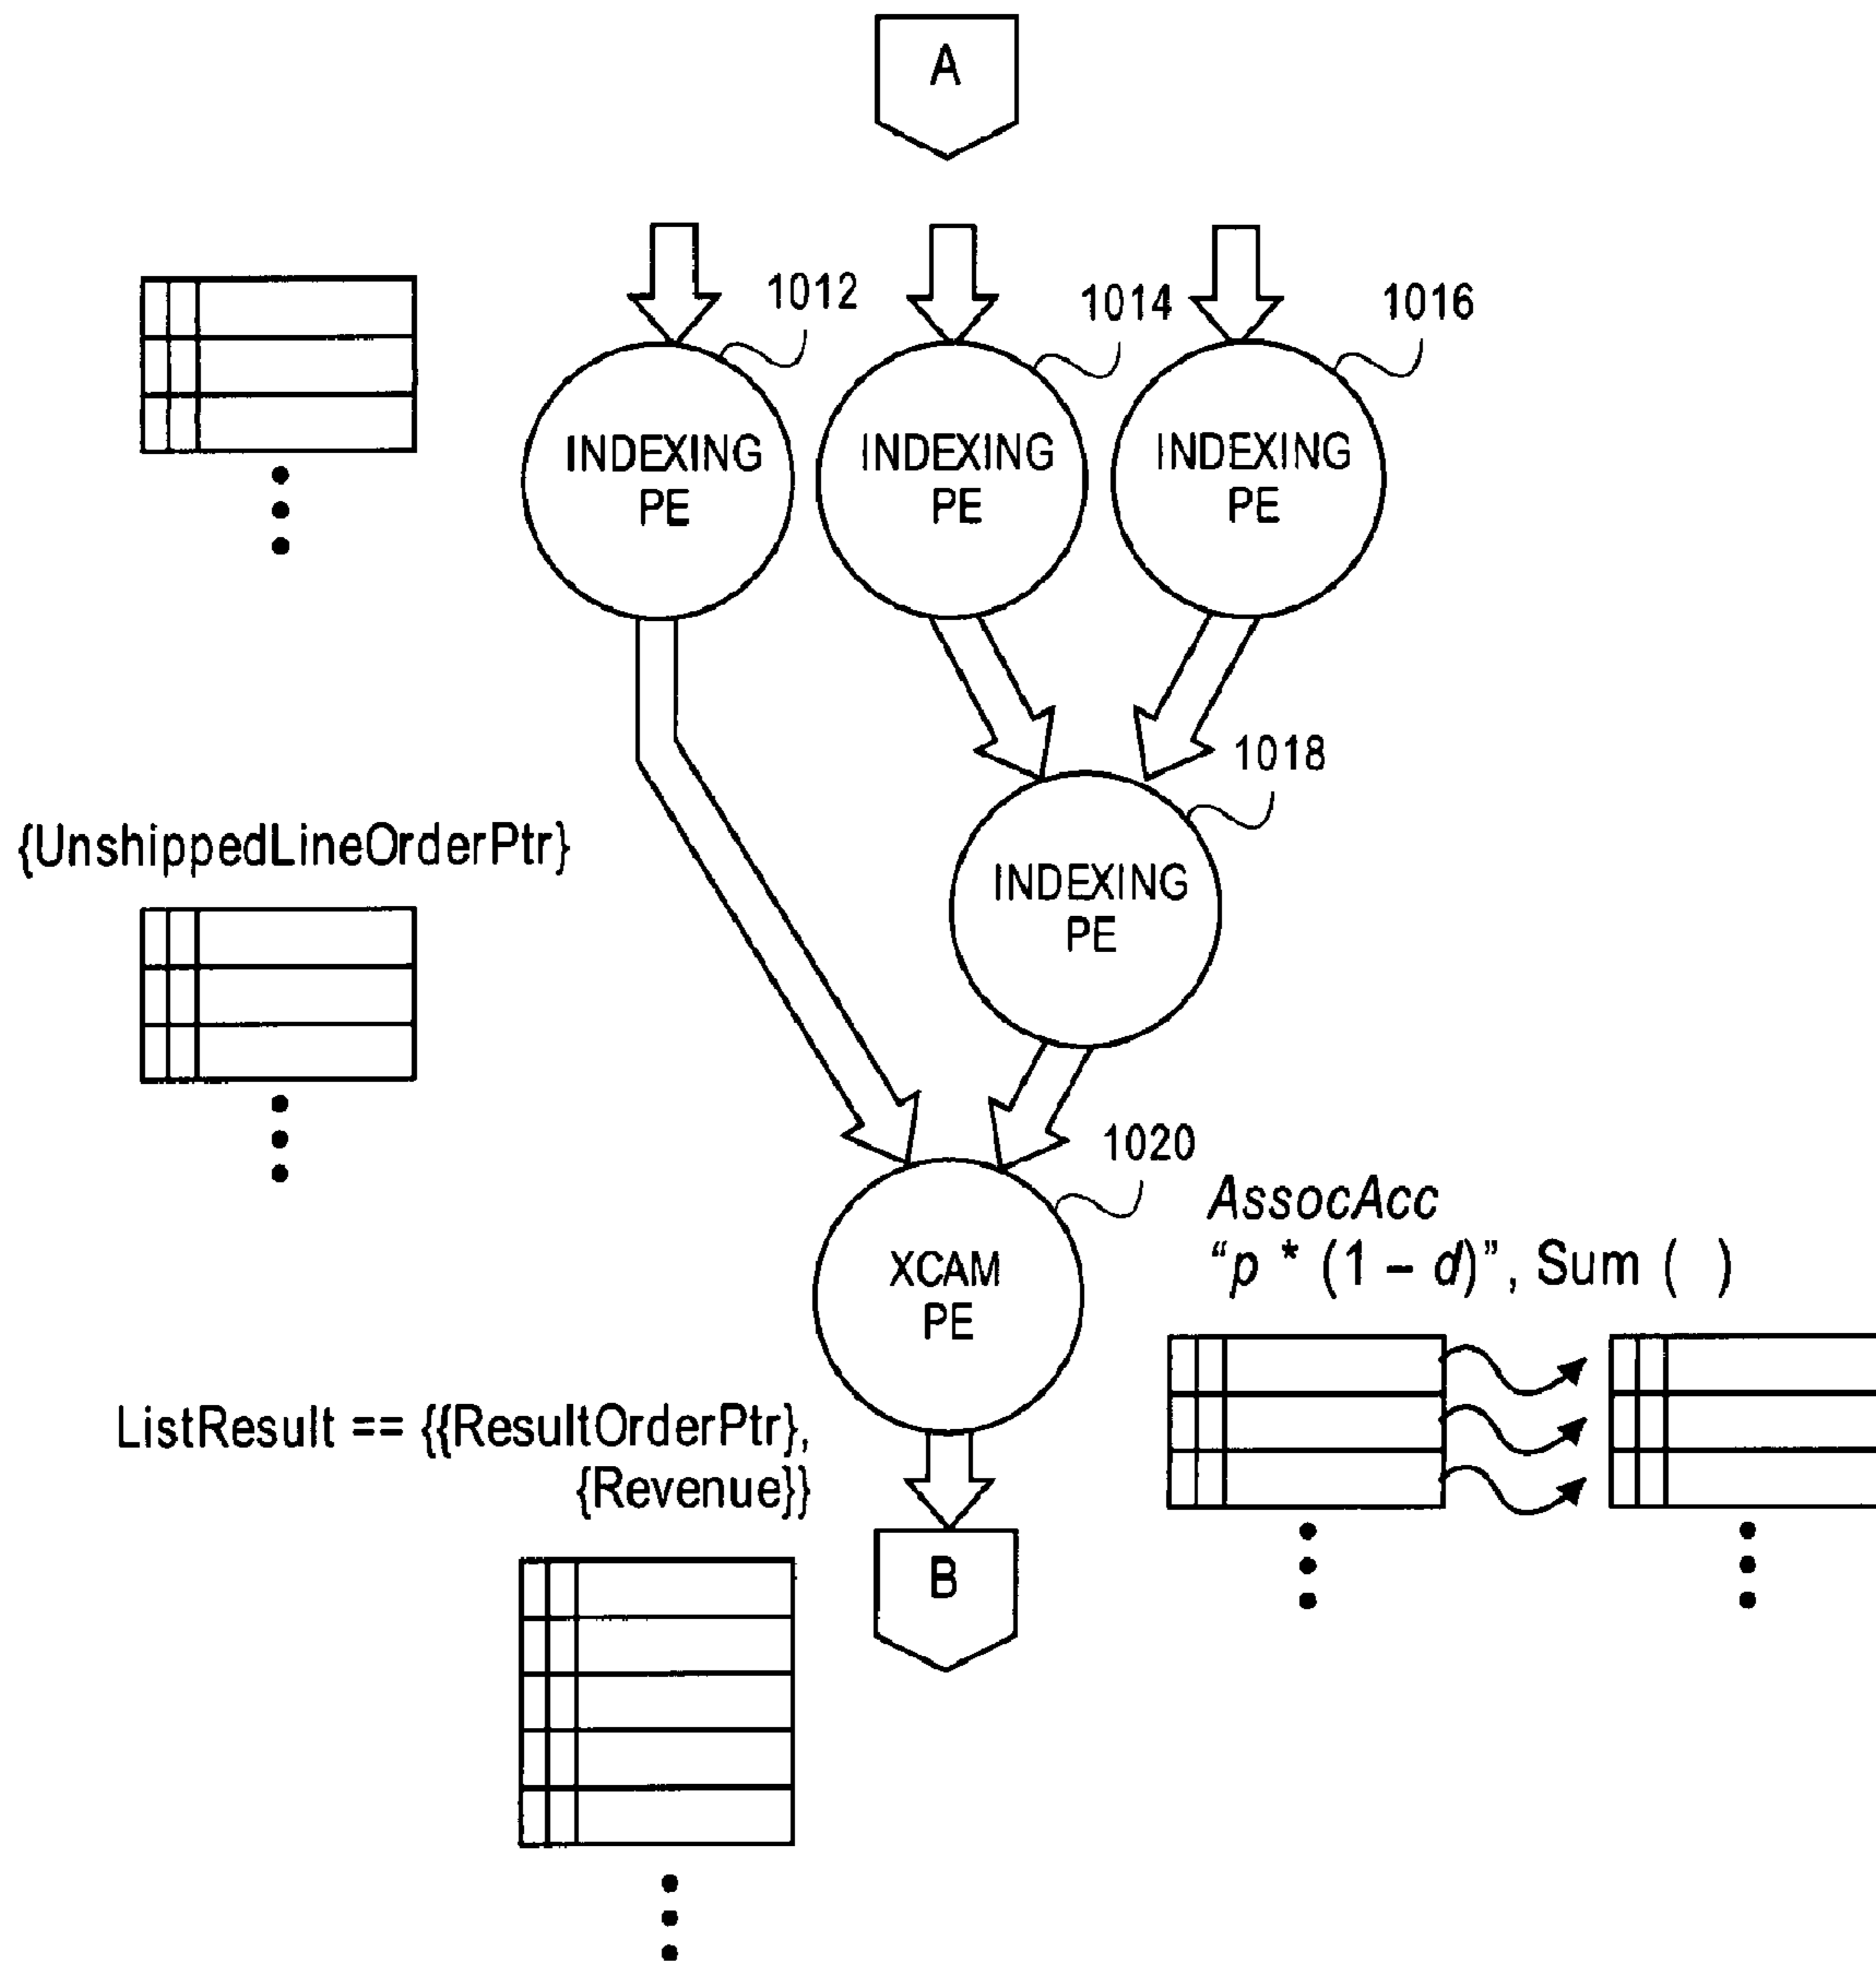 A
1012
1014
1016
INDEXING
PE
INDEXING
PE
INDEXING
PE
1018
{UnshippedLineOrderPtr}
INDEXING
PE
1020
AssocAcc
“p * (1 – d)”, Sum ( )
XCAM
PE
ListResult == {{ResultOrderPtr},
{Revenue}}
B